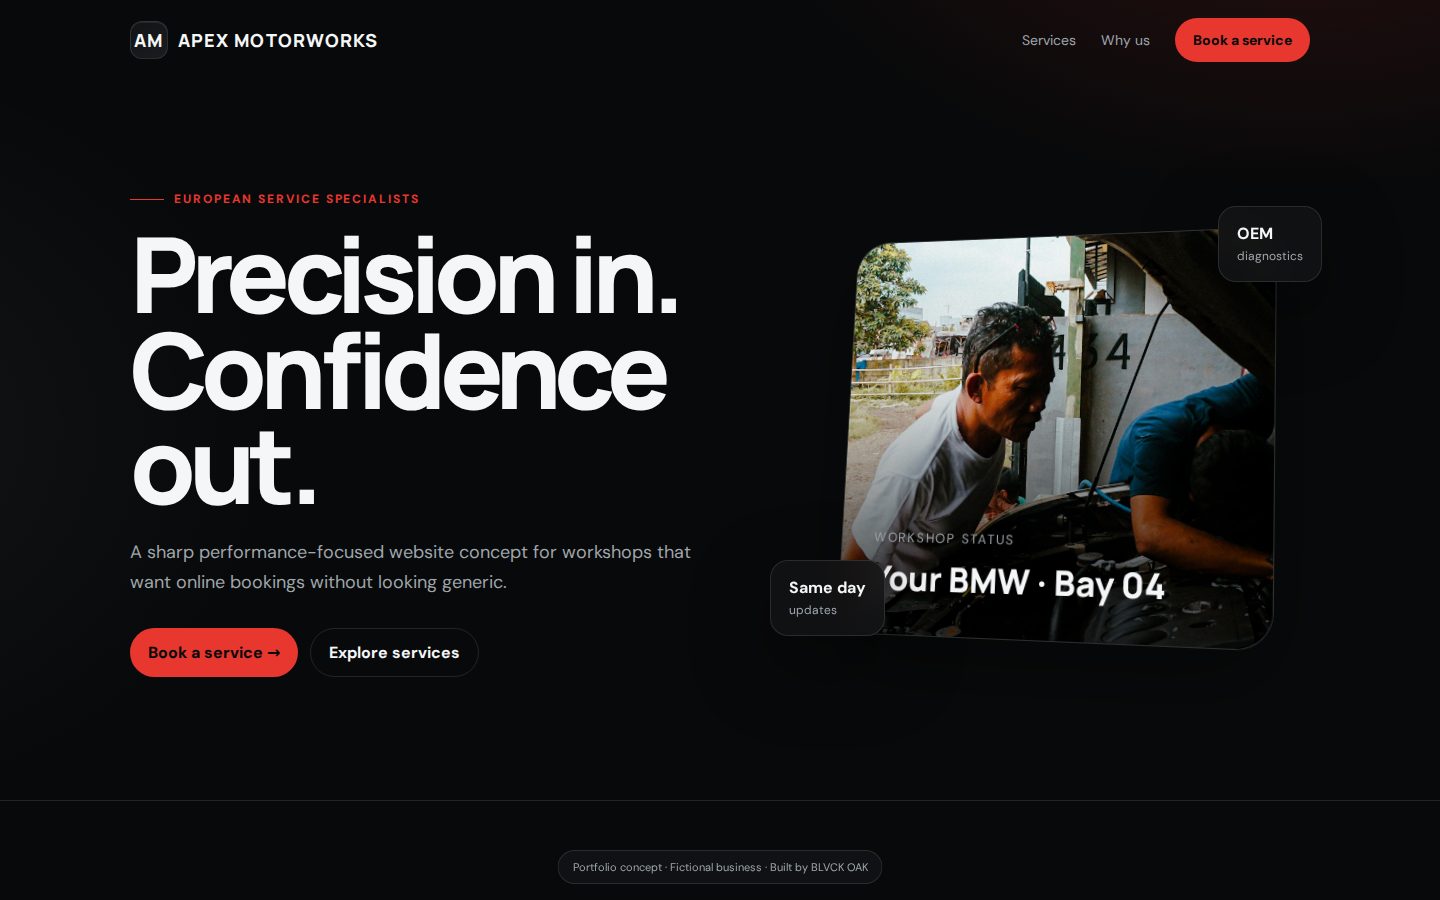 AM APEX MOTORWORKS
Services
Why us
Book a service
EUROPEAN SERVICE SPECIALISTS
Precision in.
Confidence
out.
A sharp performance-focused website concept for workshops that
want online bookings without looking generic.
Book a service →
Explore services
OEM
diagnostics
434
WORKSHOP STATUS
Your BMW · Bay 04
Same day
updates
Portfolio concept · Fictional business · Built by BLVCK OAK